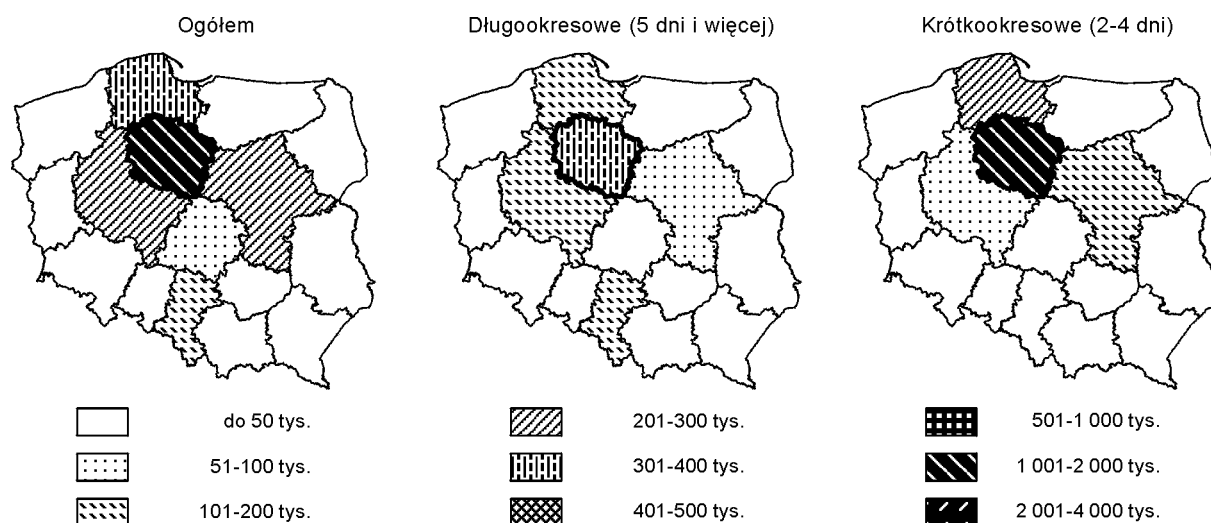 Ogółem
Długookresowe (5 dni i więcej)
Krótkookresowe (2-4 dni)
do 50 tys.
51-100 tys.
101-200 tys.
201-300 tys.
301-400 tys.
401-500 tys.
501-1 000 tys.
1 001-2 000 tys.
2 001-4 000 tys.